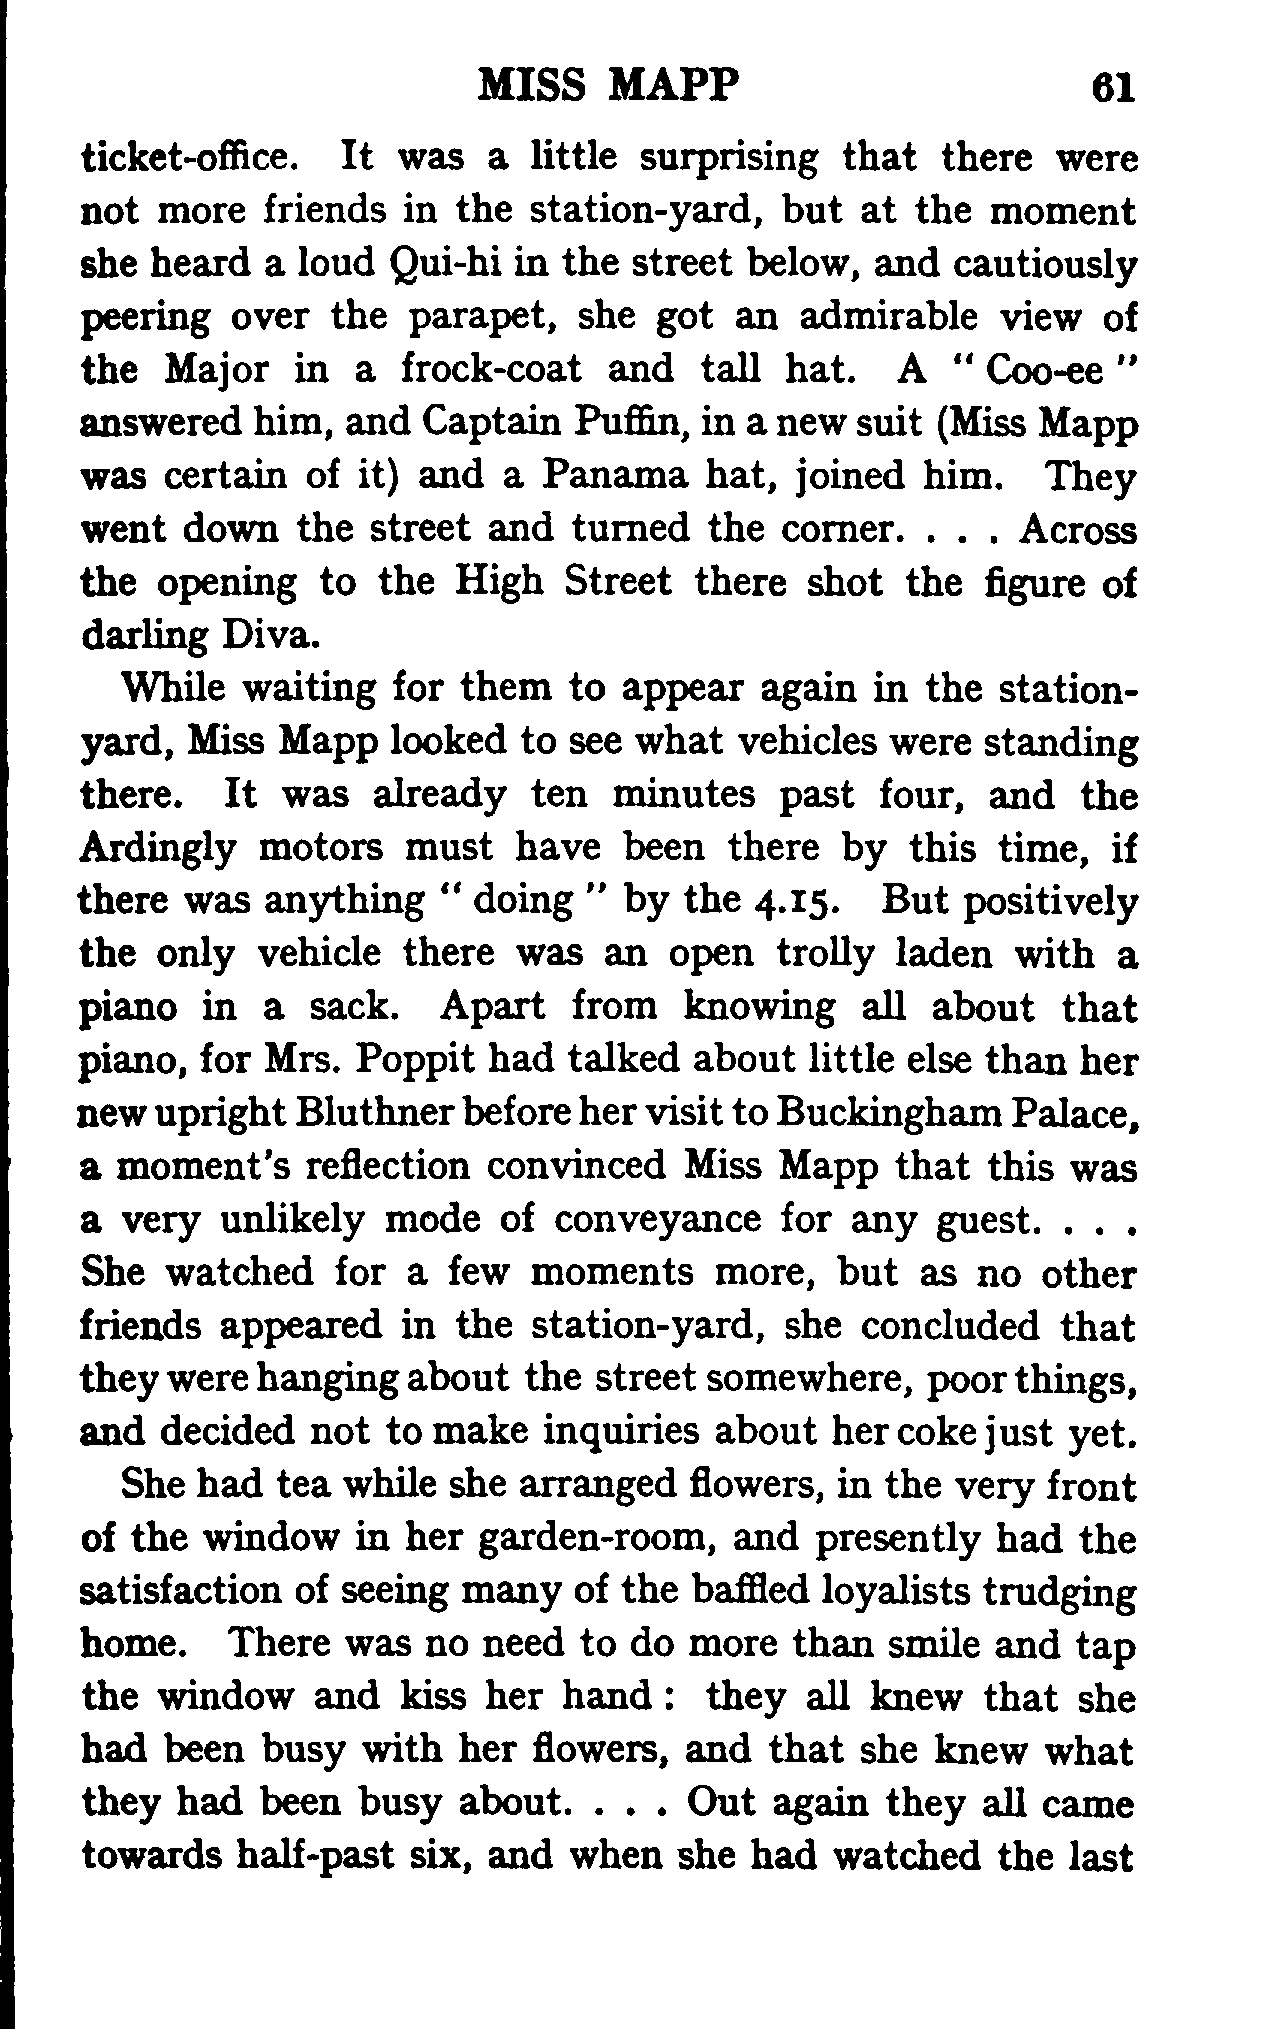 MISS MAPP 61
ticket-office. It was a little surprising that there were
not more friends in the station-yard, but at the moment
she heard a loud Qui-hi in the street below, and cautiously
peering over the parapet, she got an admirable view of
the Major in a frock-coat and tall hat. A " Coo-ee "
answered him, and Captain Puffin, in a new suit (Miss Mapp
was certain of it) and a Panama hat, joined him. They
went down the street and turned the corner. . . . Across
the opening to the High Street there shot the figure of
darling Diva.
While waiting for them to appear again in the station-
yard, Miss Mapp looked to see what vehicles were standing
there. It was already ten minutes past four, and the
Ardingly motors must have been there by this time, if
there was anything " doing " by the 4.15. But positively
the only vehicle there was an open trolly laden with a
piano in a sack. Apart from knowing all about that
piano, for Mrs. Poppit had talked about little else than her
new upright Bluthner before her visit to Buckingham Palace,
a moment's reflection convinced Miss Mapp that this was
a very unlikely mode of conveyance for any guest. . . .
She watched for a few moments more, but as no other
friends appeared in the station-yard, she concluded that
they were hanging about the street somewhere, poor things,
and decided not to make inquiries about her coke just yet.
She had tea while she arranged flowers, in the very front
of the window in her garden-room, and presently had the
satisfaction of seeing many of the baffled loyalists trudging
home. There was no need to do more than smile and tap
the window and kiss her hand : they all knew that she
had been busy with her flowers, and that she knew what
they had been busy about. . . . Out again they all came
towards half-past six, and when she had watched the last